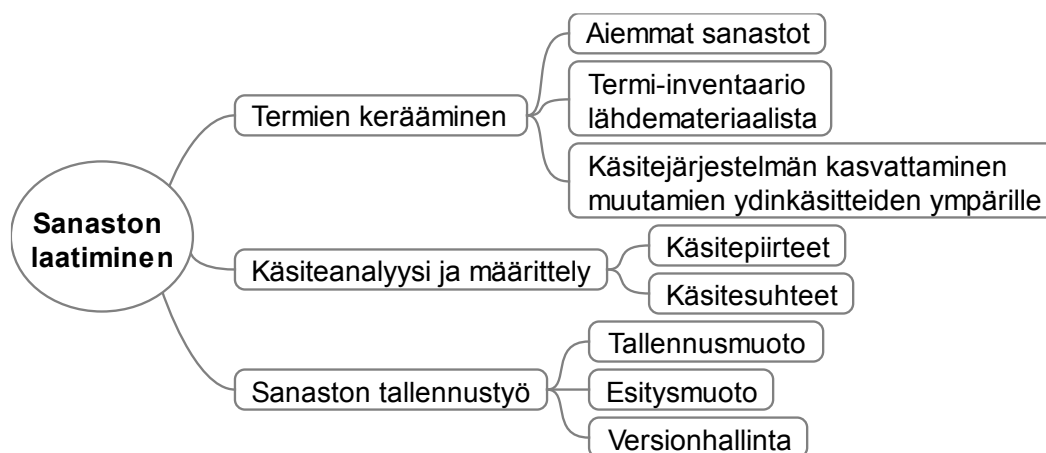 Sanaston
laatiminen
Termien kerääminen
Aiemmat sanastot
Termi-inventaario
lähdemateriaalista
Käsitejärjestelmän kasvattaminen
muutamien ydinkäsitteiden ympärille
Käsiteanalyysi ja määrittely
Käsitepiirteet
Käsitesuhteet
Sanaston tallennustyö
Tallennusmuoto
Esitysmuoto
Versionhallinta